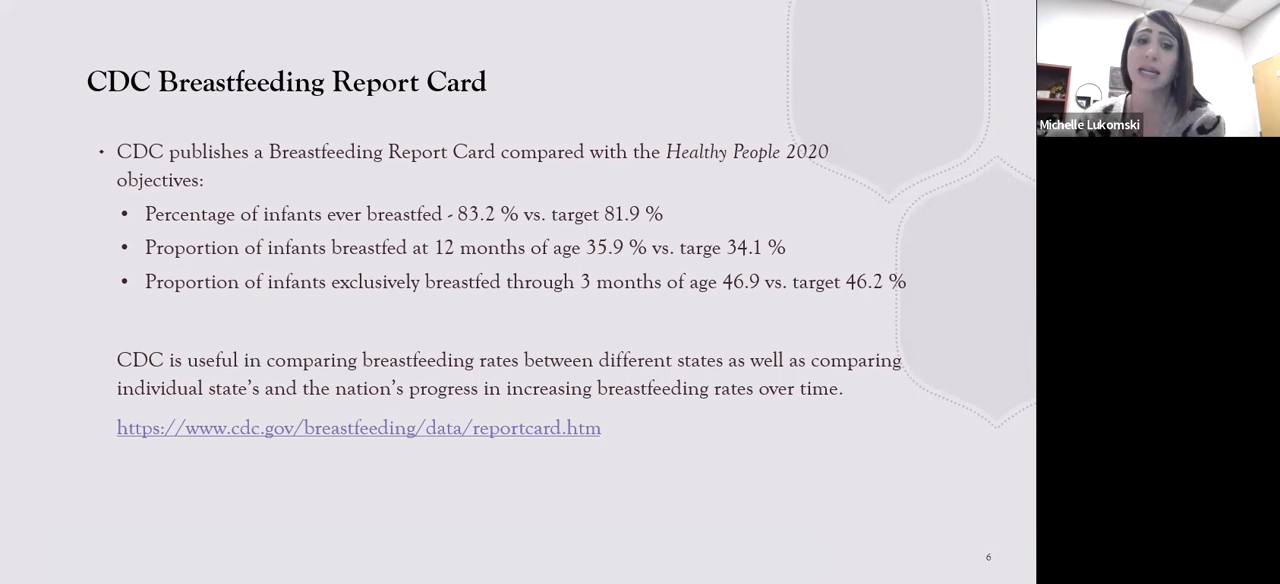 CDC Breastfeeding Report Card
• CDC publishes a Breastfeeding Report Card compared with the Healthy People 2020
objectives:
• Percentage of infants ever breastfed - 83.2 % vs. target 81.9 %
• Proportion of infants breastfed at 12 months of age 35.9 % vs. targe 34.1 %
• Proportion of infants exclusively breastfed through 3 months of age 46.9 vs. target 46.2 %
CDC is useful in comparing breastfeeding rates between different states as well as comparing
individual state's and the nation's progress in increasing breastfeeding rates over time.
https://www.cdc.gov/breastfeeding/data/reportcard.htm
6
Michelle Lukomski